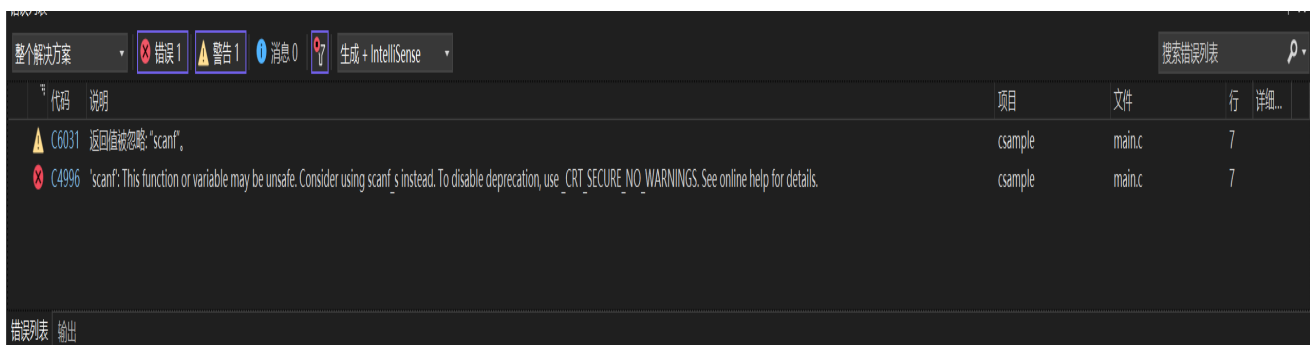 整个解决方案 错误 1 警告 1 消息 0 生成 + IntelliSense 搜索错误列表
代码 说明 项目 文件 行 详细...
C6031 返回值被忽略: "scanf"。 csample main.c 7
C4996 'scanf': This function or variable may be unsafe. Consider using scanf_s instead. To disable deprecation, use _CRT_SECURE_NO_WARNINGS. See online help for details. csample main.c 7
错误列表 输出